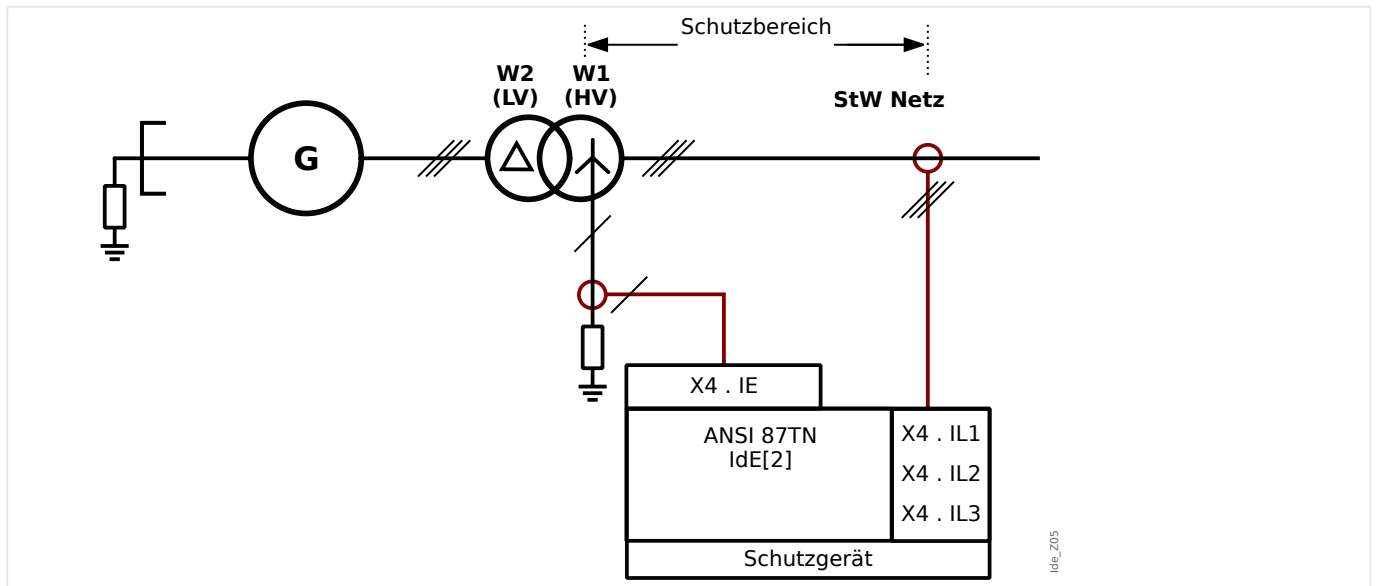 Schutzbereich
W2
(LV)
W1
(HV)
StW Netz
G
X4 . IE
ANSI 87TN
IdE[2]
X4 . IL1
X4 . IL2
X4 . IL3
Schutzgerät
Ide_Z05